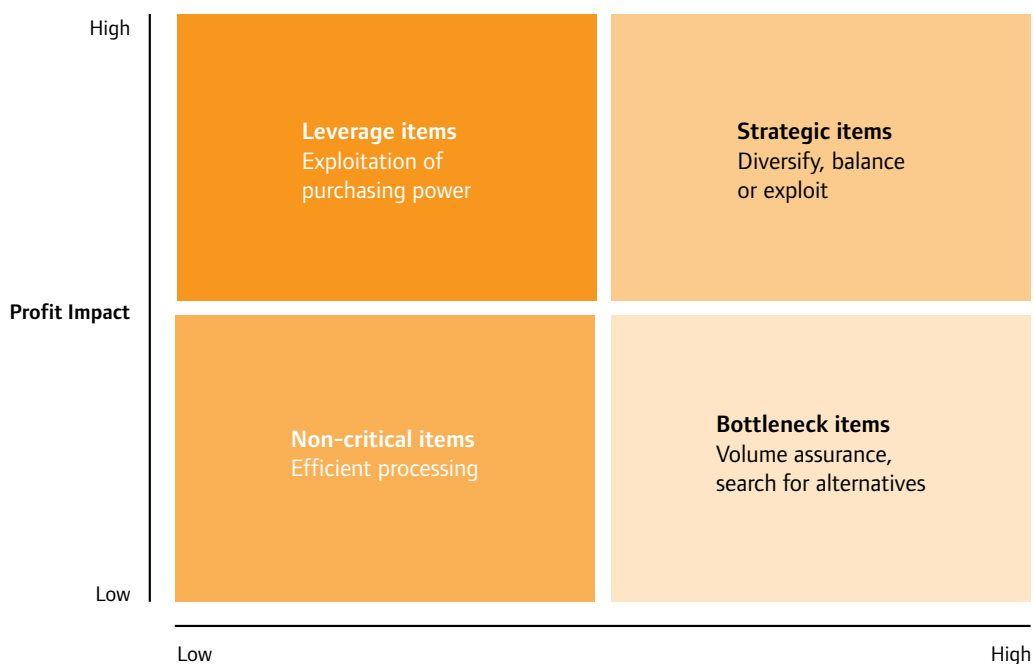 High
Leverage items
Exploitation of
purchasing power
Strategic items
Diversify, balance
or exploit
Profit Impact
Non-critical items
Efficient processing
Bottleneck items
Volume assurance,
search for alternatives
Low
Low
High